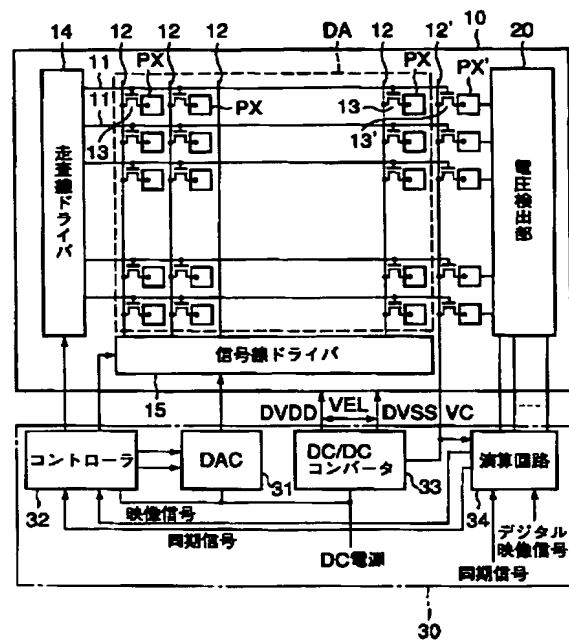 14 12 12 12 DA 12 12' 10 20
11 PX PX PX'
11 PX 13
13 13'
走査線ドライバ
電圧検出部
信号線ドライバ
15 DVDD VEL DVSS VC
コントローラ
DAC
DC/DC
コンバータ
演算回路
32 31 33 34
映像信号
同期信号
DC電源
デジタル
映像信号
同期信号
30